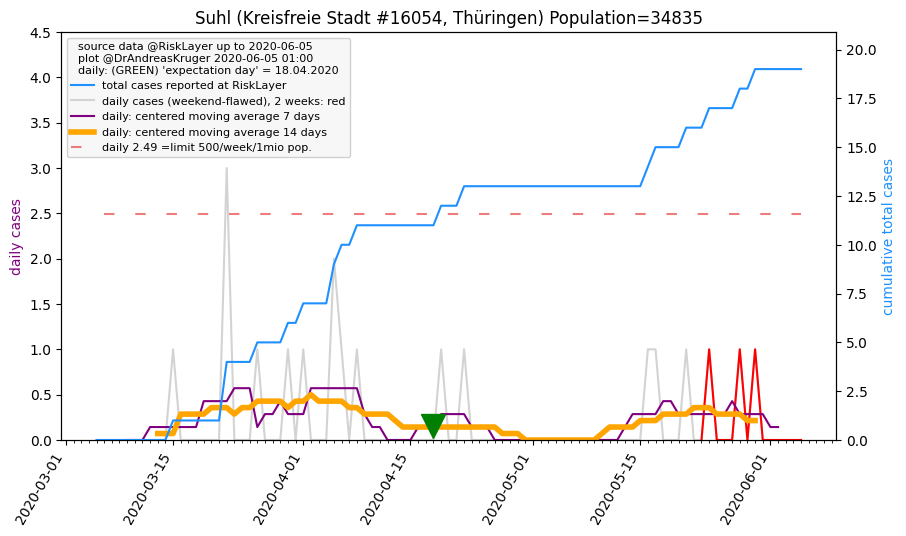 Suhl (Kreisfreie Stadt #16054, Thüringen) Population=34835
source data @RiskLayer up to 2020-06-05
plot @DrAndreasKruger 2020-06-05 01:00
daily: (GREEN) 'expectation day' = 18.04.2020
total cases reported at RiskLayer
daily cases (weekend-flawed), 2 weeks: red
daily: centered moving average 7 days
daily: centered moving average 14 days
daily 2.49 =limit 500/week/1mio pop.
daily cases
4.5
4.0
3.5
3.0
2.5
2.0
1.5
1.0
0.5
0.0
cumulative total cases
20.0
17.5
15.0
12.5
10.0
7.5
5.0
2.5
0.0
2020-03-01
2020-03-15
2020-04-01
2020-04-15
2020-05-01
2020-05-15
2020-06-01